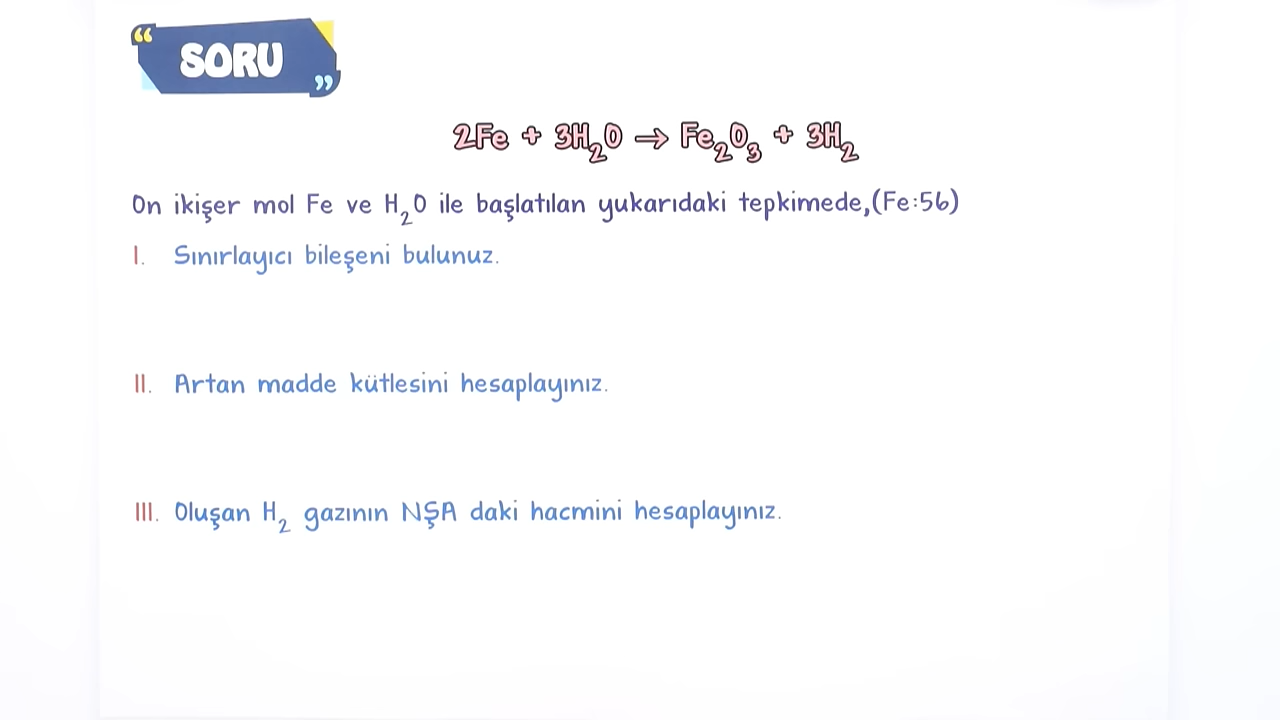 “ SORU ”
2Fe + 3H₂O → Fe₂O₃ + 3H₂
On ikişer mol Fe ve H₂O ile başlatılan yukarıdaki tepkimede,(Fe:56)
I. Sınırlayıcı bileşeni bulunuz.
II. Artan madde kütlesini hesaplayınız.
III. Oluşan H₂ gazının NŞA daki hacmini hesaplayınız.